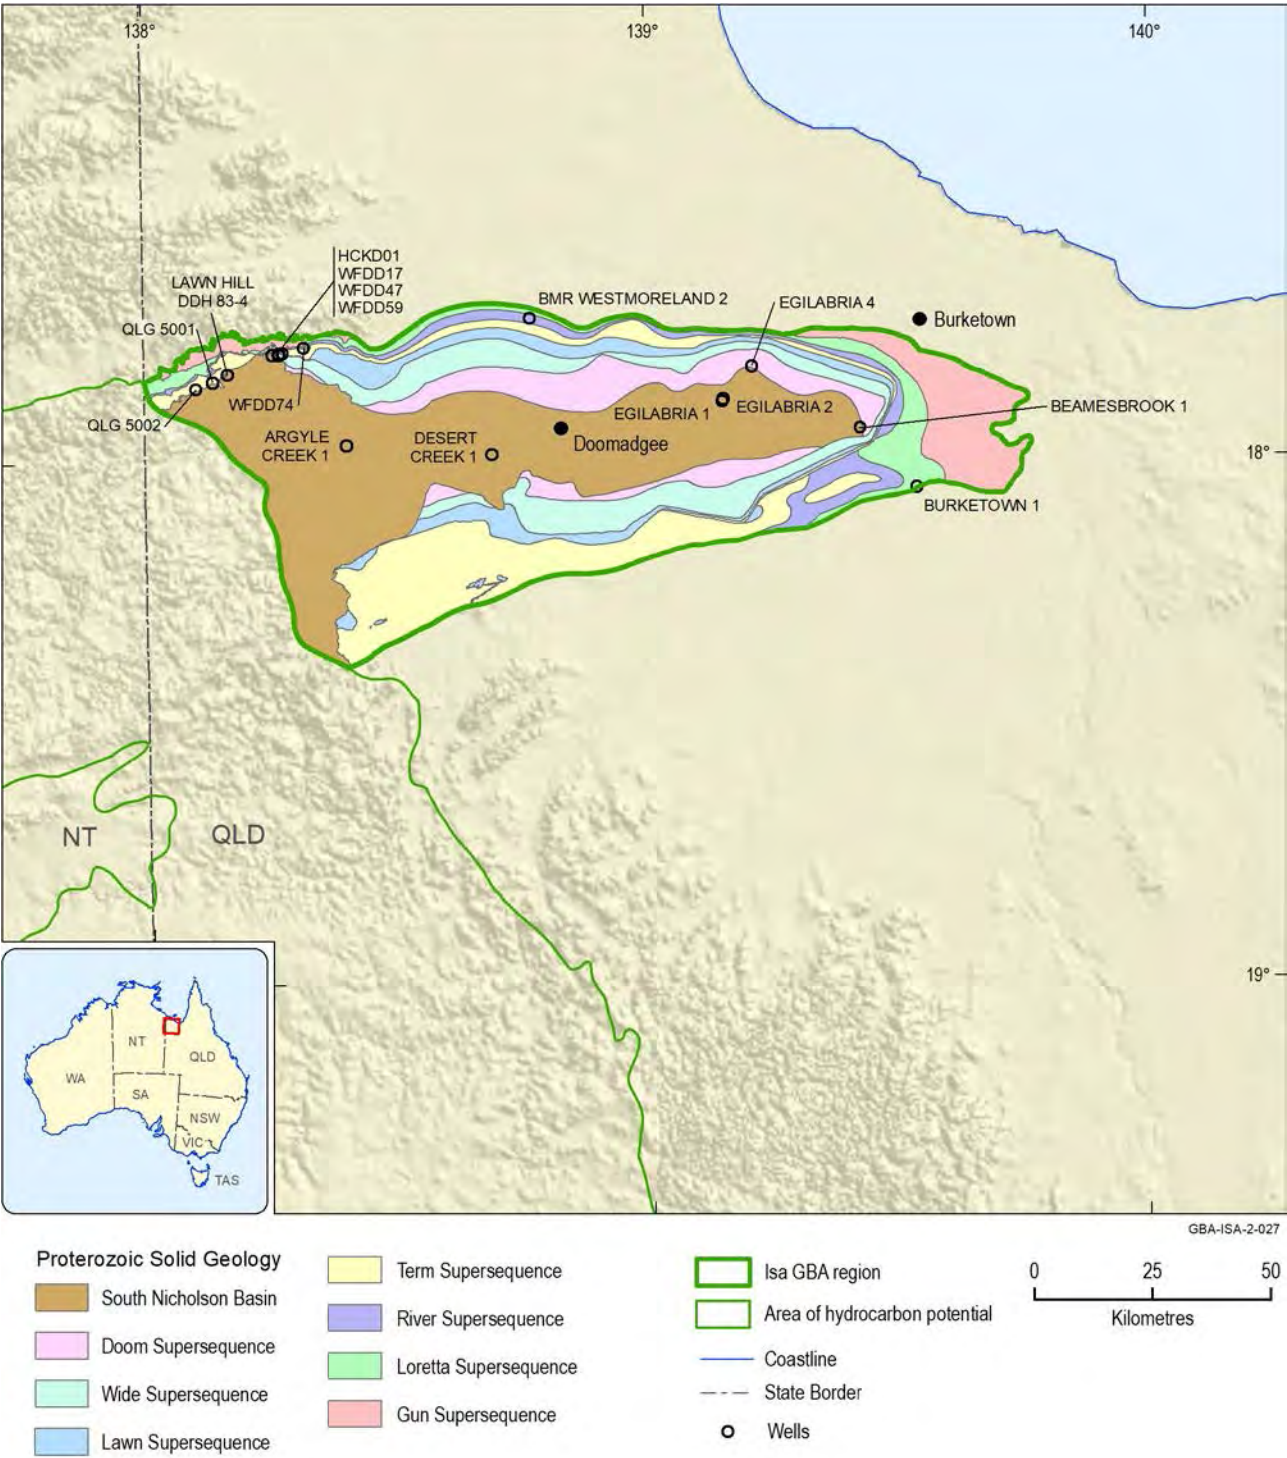 138°
139°
140°
HCKD01
WFDD17
WFDD47
WFDD59
LAWN HILL
DDH 83-4
BMR WESTMORELAND 2
EGILABRIA 4
QLG 5001
Burketown
WFDD74
QLG 5002
EGILABRIA 1
EGILABRIA 2
BEAMESBROOK 1
ARGYLE
CREEK 1
DESERT
CREEK 1
Doomadgee
18°
BURKETOWN 1
NT
QLD
19°
NT
QLD
WA
SA
NSW
VIC
TAS
GBA-ISA-2-027
Proterozoic Solid Geology
South Nicholson Basin
Doom Supersequence
Wide Supersequence
Lawn Supersequence
Term Supersequence
River Supersequence
Loretta Supersequence
Gun Supersequence
Isa GBA region
Area of hydrocarbon potential
Coastline
State Border
Wells
0 25 50
Kilometres